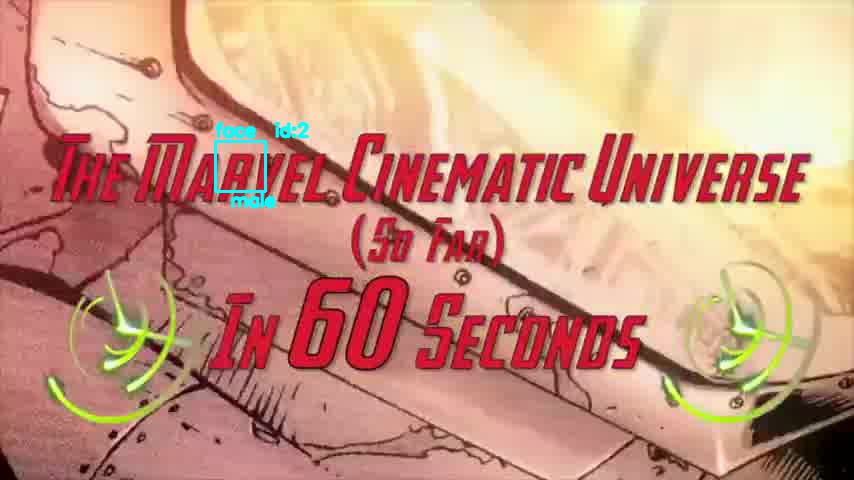 face id:2
THE MARVEL CINEMATIC UNIVERSE
male
(SO FAR)
IN 60 SECONDS